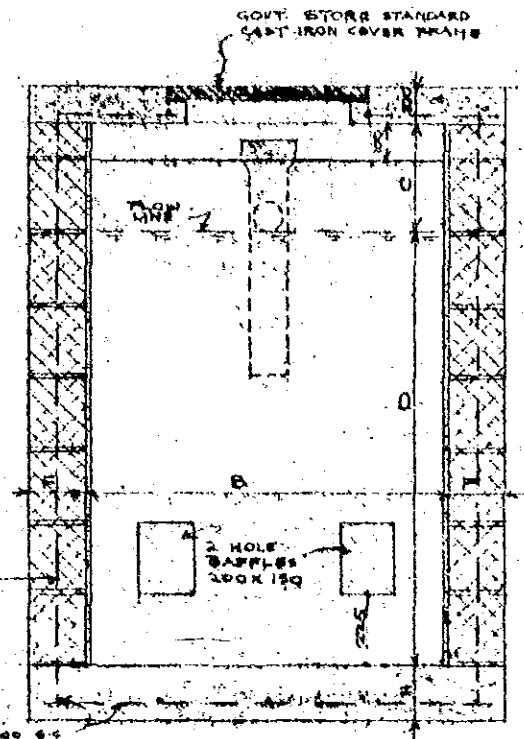 GOVT. STORE STANDARD
CAST IRON COVER FRAME
C
FLOW
LINE
D
B
2 HOLE
BAFFLES
200 X 150
225